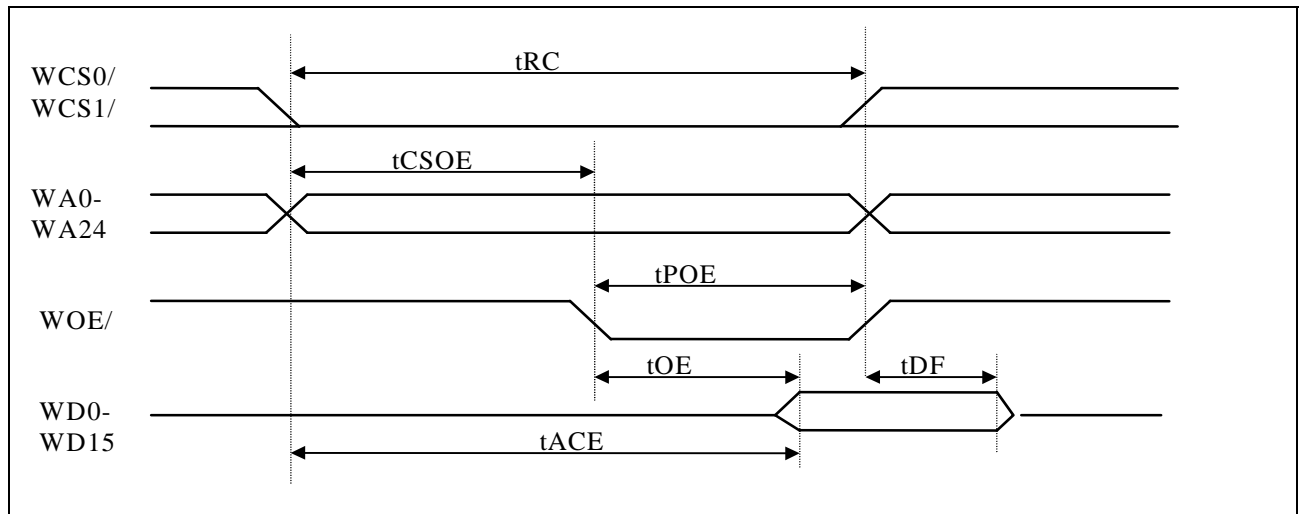 tRC
WCS0/
WCS1/
tCSOE
WA0-
WA24
tPOE
WOE/
tOE
tDF
WD0-
WD15
tACE